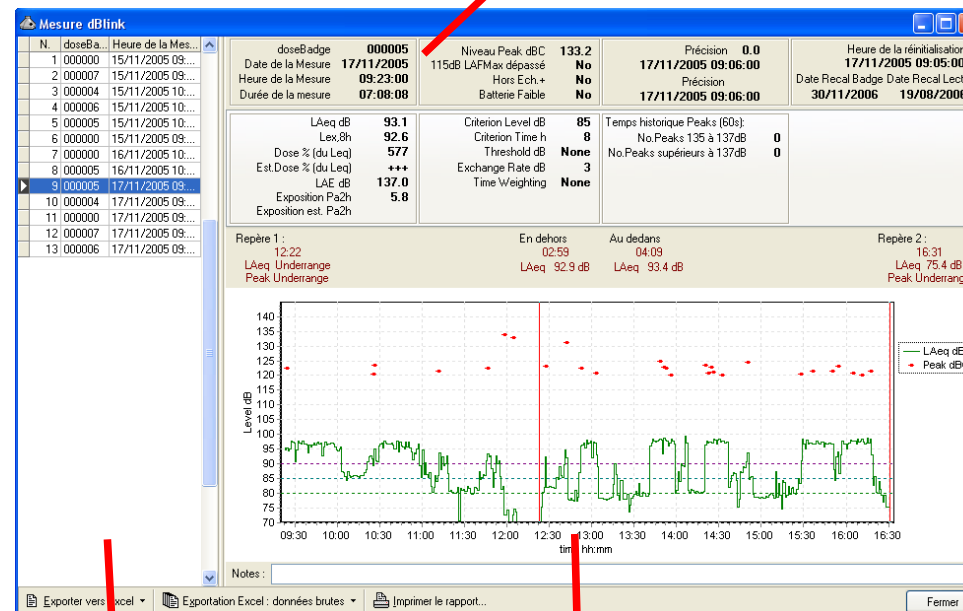 Mesure dBlink
N. doseBa... Heure de la Mes...
1 000000 15/11/2005 09:...
2 000007 15/11/2005 09:...
3 000004 15/11/2005 10:...
4 000006 15/11/2005 10:...
5 000005 15/11/2005 10:...
6 000000 15/11/2005 09:...
7 000000 16/11/2005 10:...
8 000005 16/11/2005 10:...
9 000005 17/11/2005 09:...
10 000004 17/11/2005 09:...
11 000000 17/11/2005 09:...
12 000007 17/11/2005 09:...
13 000006 17/11/2005 09:...
doseBadge 000005
Date de la Mesure 17/11/2005
Heure de la Mesure 09:23:00
Durée de la mesure 07:08:08
Niveau Peak dBC 133.2
115dB LAFMax dépassé No
Hors Ech.+ No
Batterie Faible No
Précision 0.0
17/11/2005 09:06:00
Précision
17/11/2005 09:06:00
Heure de la réinitialisation
17/11/2005 09:05:00
Date Recal Badge Date Recal Lect
30/11/2006 19/08/2006
LAeq dB 93.1
Lex,8h 92.6
Dose % (du Leq) 577
Est.Dose % (du Leq) +++
LAE dB 137.0
Exposition Pa2h 5.8
Exposition est. Pa2h
Criterion Level dB 85
Criterion Time h 8
Threshold dB None
Exchange Rate dB 3
Time Weighting None
Temps historique Peaks (60s):
No.Peaks 135 à 137dB 0
No.Peaks supérieurs à 137dB 0
Repère 1 :
12:22
LAeq Underrange
Peak Underrange
En dehors
02:59
LAeq 92.9 dB
Au dedans
04:09
LAeq 93.4 dB
Repère 2 :
16:31
LAeq 75.4 dB
Peak Underrang
Level dB
140
135
130
125
120
115
110
105
100
95
90
85
80
75
70
09:30 10:00 10:30 11:00 11:30 12:00 12:30 13:00 13:30 14:00 14:30 15:00 15:30 16:00 16:30
hh:mm
LAeq dB
Peak dB
Notes :
Exporter vers Excel
Exportation Excel : données brutes
Imprimer le rapport...
Fermer